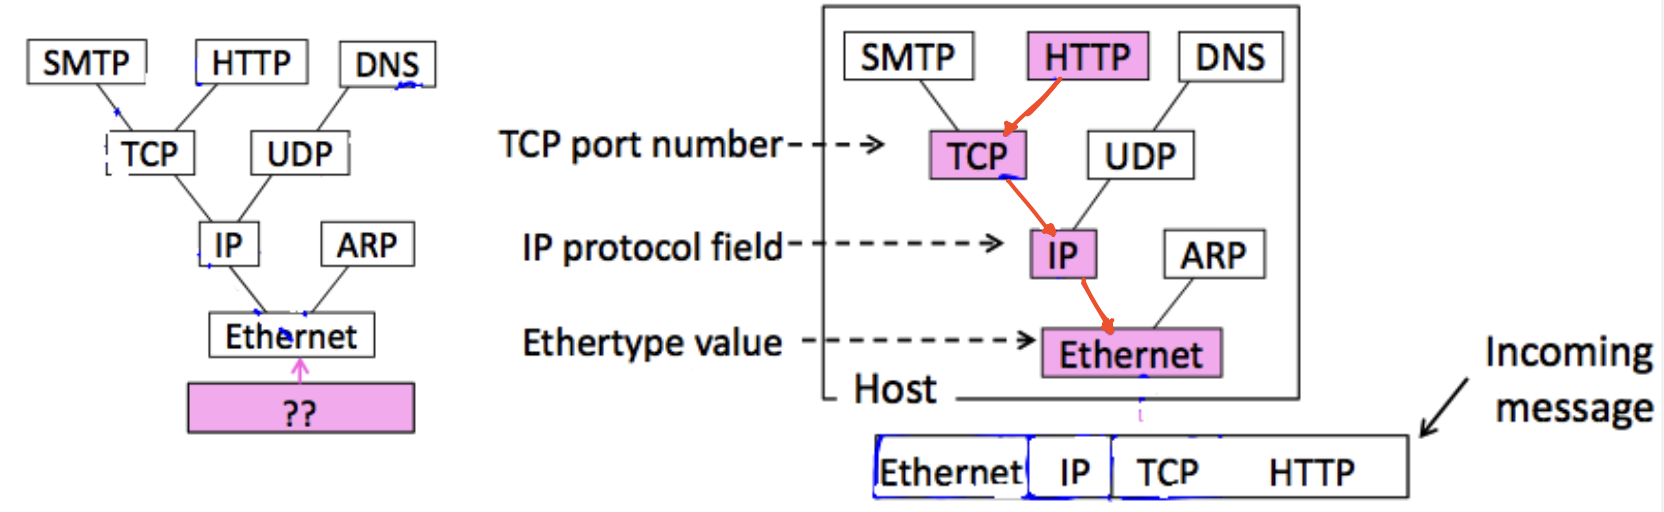 SMTP HTTP DNS
TCP UDP
IP ARP
Ethernet
??
SMTP HTTP DNS
TCP port number
TCP UDP
IP protocol field
IP ARP
Ethertype value
Ethernet
Host
Incoming
message
Ethernet IP TCP HTTP